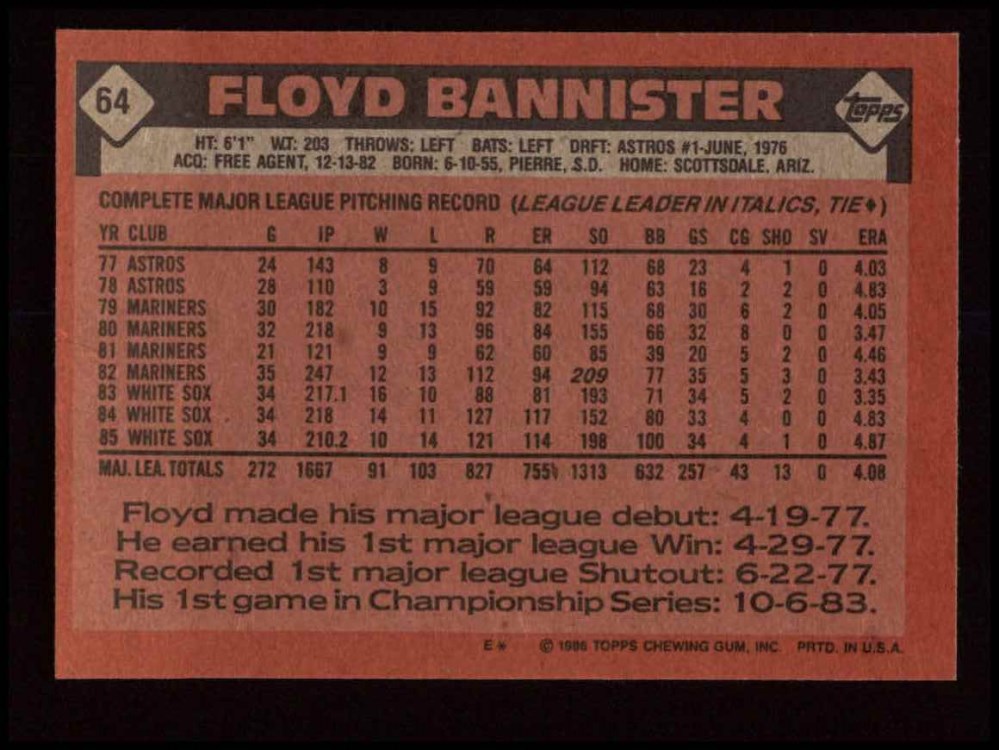 64 FLOYD BANNISTER topps
HT: 6'1" WT: 203 THROWS: LEFT BATS: LEFT DRFT: ASTROS #1-JUNE, 1976
ACQ: FREE AGENT, 12-13-82 BORN: 6-10-55, PIERRE, S.D. HOME: SCOTTSDALE, ARIZ.
COMPLETE MAJOR LEAGUE PITCHING RECORD (LEAGUE LEADER IN ITALICS, TIE♦)
YR CLUB G IP W L R ER SO BB GS CG SHO SV ERA
77 ASTROS 24 143 8 9 70 64 112 68 23 4 1 0 4.03
78 ASTROS 28 110 3 9 59 59 94 63 16 2 2 0 4.83
79 MARINERS 30 182 10 15 92 82 115 68 30 6 2 0 4.05
80 MARINERS 32 218 9 13 96 84 155 66 32 8 0 0 3.47
81 MARINERS 21 121 9 9 62 60 85 39 20 5 2 0 4.46
82 MARINERS 35 247 12 13 112 94 209 77 35 5 3 0 3.43
83 WHITE SOX 34 217.1 16 10 88 81 193 71 34 5 2 0 3.35
84 WHITE SOX 34 218 14 11 127 117 152 80 33 4 0 0 4.83
85 WHITE SOX 34 210.2 10 14 121 114 198 100 34 4 1 0 4.87
MAJ. LEA. TOTALS 272 1667 91 103 827 755 1313 632 257 43 13 0 4.08
Floyd made his major league debut: 4-19-77.
He earned his 1st major league Win: 4-29-77.
Recorded 1st major league Shutout: 6-22-77.
His 1st game in Championship Series: 10-6-83.
E* © 1986 TOPPS CHEWING GUM, INC. PRTD. IN U.S.A.